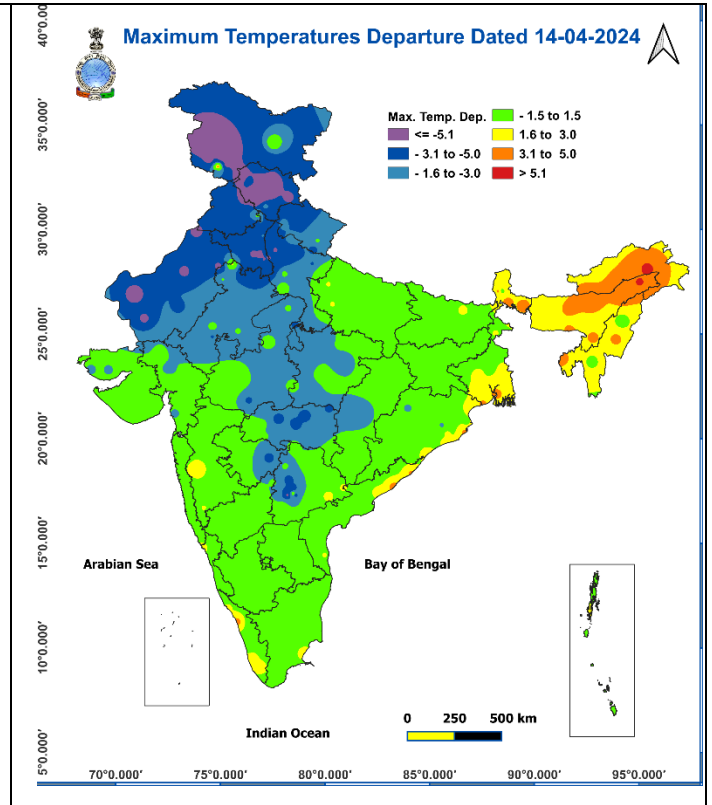 Maximum Temperatures Departure Dated 14-04-2024
Max. Temp. Dep.
<= -5.1
- 3.1 to -5.0
- 1.6 to -3.0
- 1.5 to 1.5
1.6 to 3.0
3.1 to 5.0
> 5.1
40°0.000'
35°0.000'
30°0.000'
25°0.000'
20°0.000'
15°0.000'
10°0.000'
5°0.000'
Arabian Sea
Bay of Bengal
Indian Ocean
0 250 500 km
70°0.000' 75°0.000' 80°0.000' 85°0.000' 90°0.000' 95°0.000'